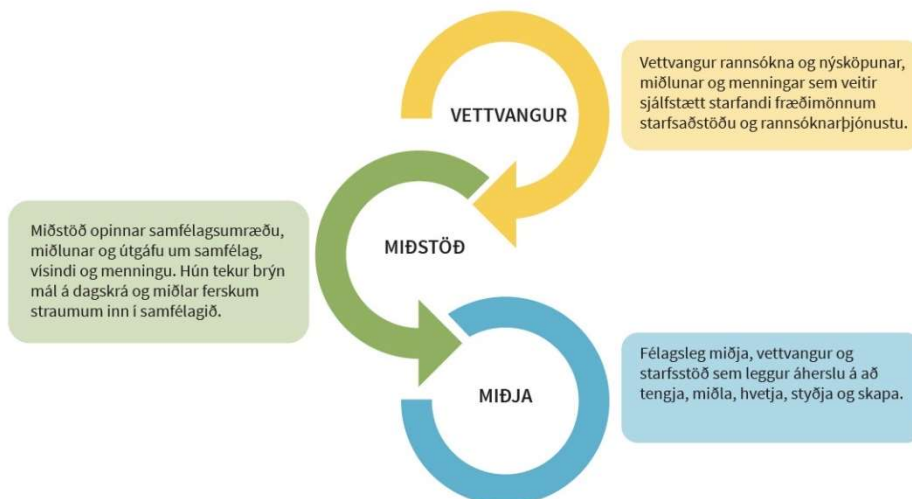 VETTVANGUR
Vettvangur rannsókna og nýsköpunar,
miðlunar og menningar sem veitir
sjálfstætt starfandi fræðimönnum
starfsaðstöðu og rannsóknarþjónustu.
Miðstöð opinnar samfélagsumræðu,
miðlunar og útgáfu um samfélag,
vísindi og menningu. Hún tekur brýn
mál á dagskrá og miðlar ferskum
straumum inn í samfélagið.
MIÐSTÖÐ
MIÐJA
Félagsleg miðja, vettvangur og
starfsstöð sem leggur áherslu á að
tengja, miðla, hvetja, styðja og skapa.